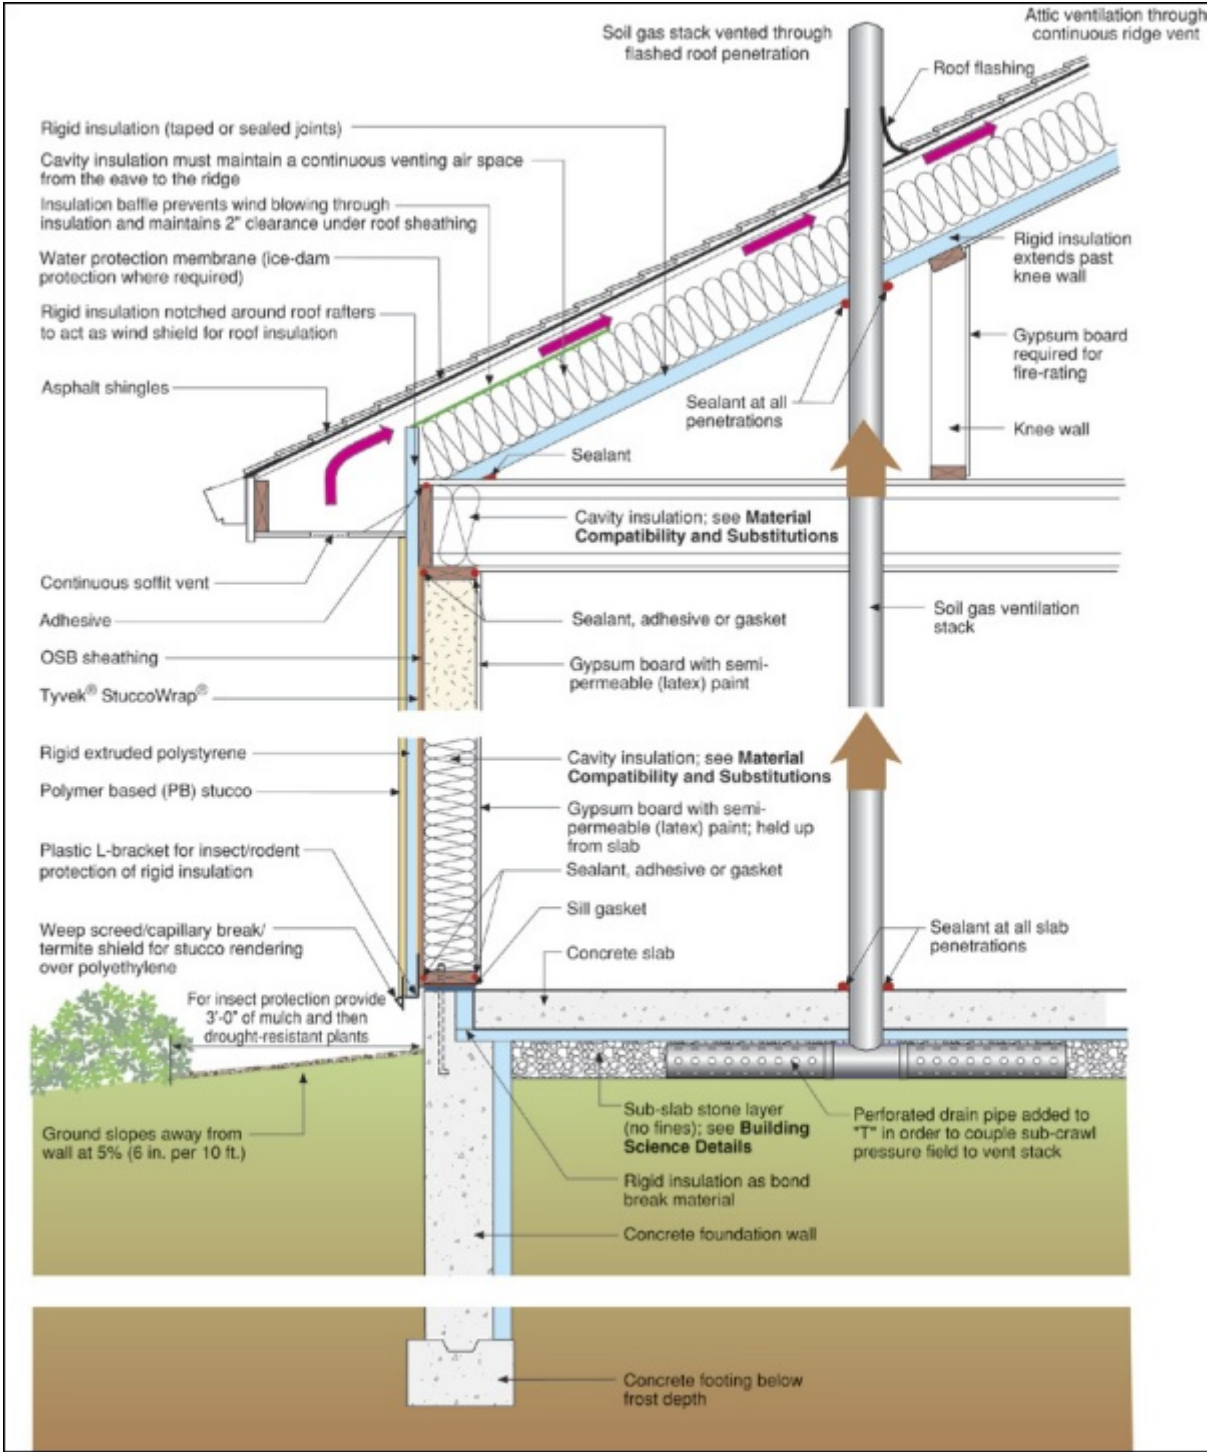 Soil gas stack vented through
flashed roof penetration
Attic ventilation through
continuous ridge vent
Roof flashing
Rigid insulation (taped or sealed joints)
Cavity insulation must maintain a continuous venting air space
from the eave to the ridge
Insulation baffle prevents wind blowing through
insulation and maintains 2" clearance under roof sheathing
Water protection membrane (ice-dam
protection where required)
Rigid insulation notched around roof rafters
to act as wind shield for roof insulation
Asphalt shingles
Rigid insulation
extends past
knee wall
Gypsum board
required for
fire-rating
Knee wall
Sealant at all
penetrations
Sealant
Cavity insulation; see Material
Compatibility and Substitutions
Continuous soffit vent
Adhesive
OSB sheathing
Tyvek® StuccoWrap®
Sealant, adhesive or gasket
Gypsum board with semi-
permeable (latex) paint
Soil gas ventilation
stack
Rigid extruded polystyrene
Polymer based (PB) stucco
Plastic L-bracket for insect/rodent
protection of rigid insulation
Weep screed/capillary break/
termite shield for stucco rendering
over polyethylene
Cavity insulation; see Material
Compatibility and Substitutions
Gypsum board with semi-
permeable (latex) paint; held up
from slab
Sealant, adhesive or gasket
Sill gasket
Concrete slab
Sealant at all slab
penetrations
For insect protection provide
3'-0" of mulch and then
drought-resistant plants
Ground slopes away from
wall at 5% (6 in. per 10 ft.)
Sub-slab stone layer
(no fines); see Building
Science Details
Perforated drain pipe added to
"T" in order to couple sub-crawl
pressure field to vent stack
Rigid insulation as bond
break material
Concrete foundation wall
Concrete footing below
frost depth